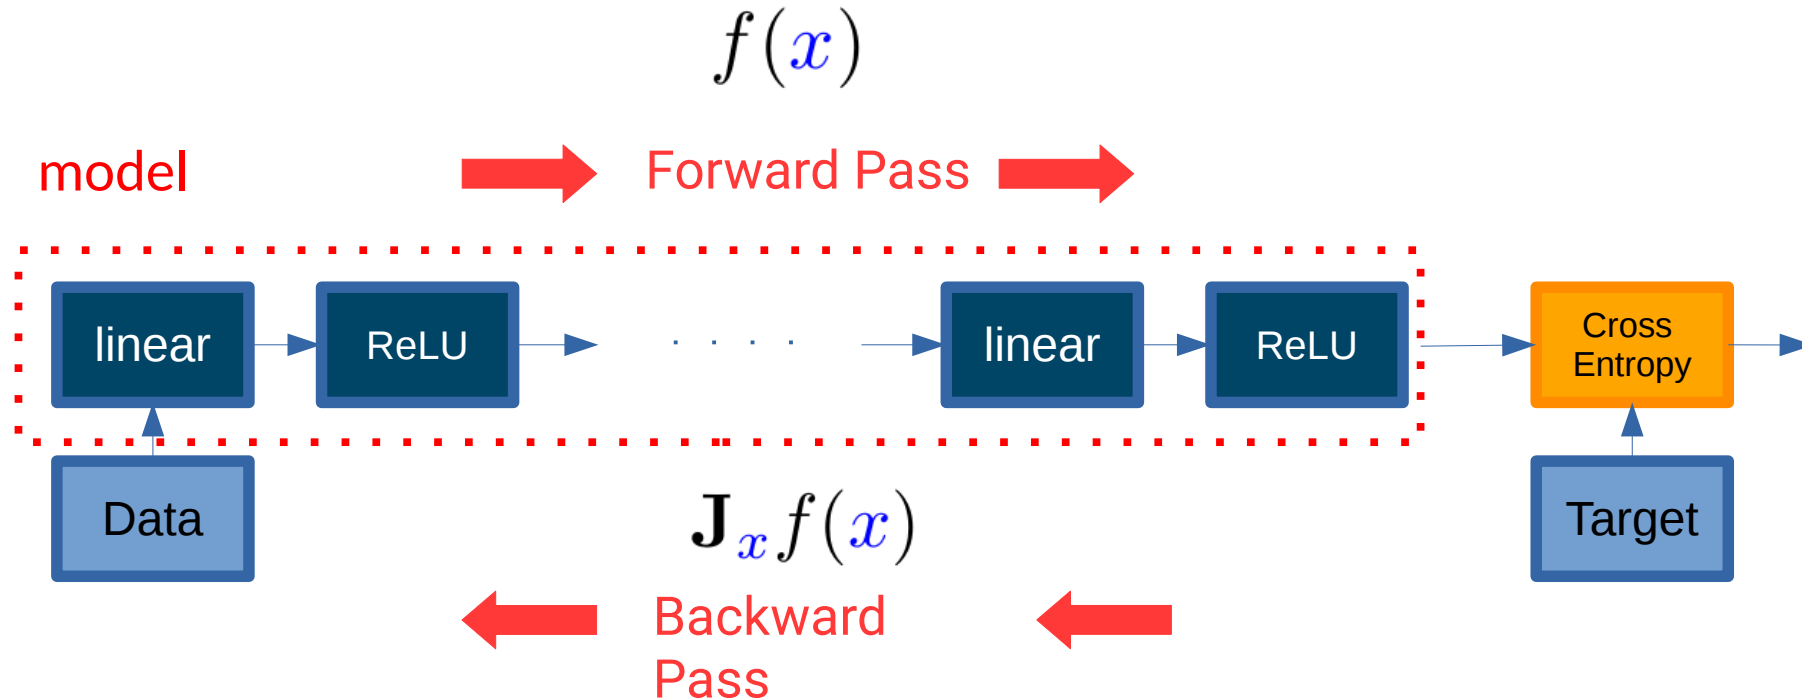 f(x)
model
Forward Pass
linear
ReLU
. . . .
linear
ReLU
Cross
Entropy
Data
J_x f(x)
Target
Backward
Pass